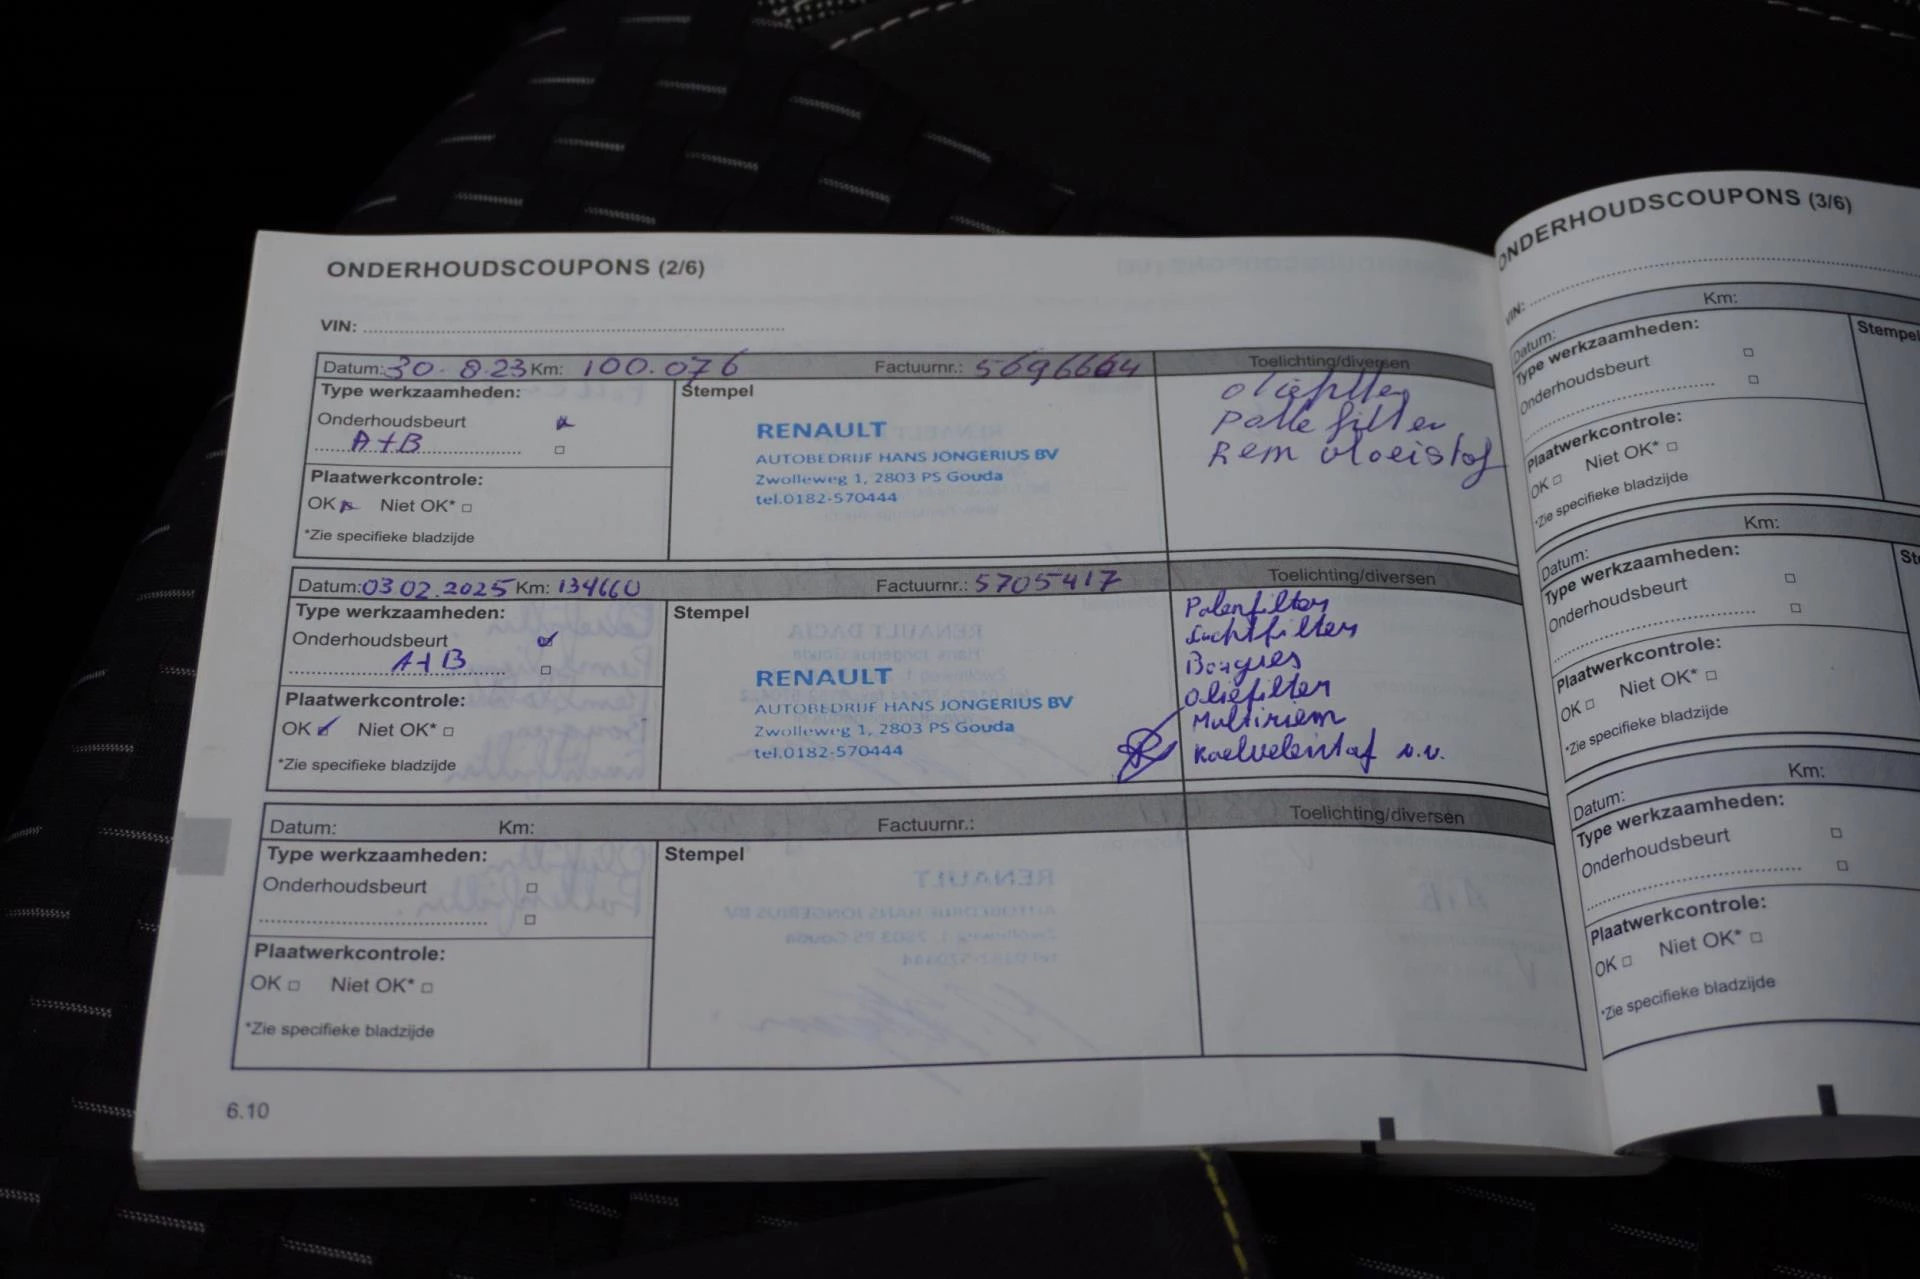 ONDERHOUDSCOUPONS (2/6)
VIN:
Datum: 30-8-23 Km: 100.076 Factuurnr.: 5696664 Toelichting/diversen
Type werkzaamheden:
Onderhoudsbeurt
A+B
Plaatwerkcontrole:
OK Niet OK*
*Zie specifieke bladzijde
Stempel
RENAULT
AUTOBEDRIJF HANS JONGERIUS BV
Zwolleweg 1, 2803 PS Gouda
tel.0182-570444
oliefilter
Polle filter
Rem vloeistof
Datum: 03.02.2025 Km: 134660 Factuurnr.: 5705417 Toelichting/diversen
Type werkzaamheden:
Onderhoudsbeurt
A+B
Plaatwerkcontrole:
OK Niet OK*
*Zie specifieke bladzijde
Stempel
RENAULT
AUTOBEDRIJF HANS JONGERIUS BV
Zwolleweg 1, 2803 PS Gouda
tel.0182-570444
Polenfilter
Luchtfilter
Bougies
Oliefilter
Multiriem
Koelvloeistof v.v.
Datum: Km: Factuurnr.: Toelichting/diversen
Type werkzaamheden:
Onderhoudsbeurt
Plaatwerkcontrole:
OK Niet OK*
*Zie specifieke bladzijde
Stempel
6.10
ONDERHOUDSCOUPONS (3/6)
VIN:
Datum: Km:
Type werkzaamheden:
Onderhoudsbeurt
Plaatwerkcontrole:
OK Niet OK*
*Zie specifieke bladzijde
Stempel
Datum: Km:
Type werkzaamheden:
Onderhoudsbeurt
Plaatwerkcontrole:
OK Niet OK*
*Zie specifieke bladzijde
Ste
Datum: Km:
Type werkzaamheden:
Onderhoudsbeurt
Plaatwerkcontrole:
OK Niet OK*
*Zie specifieke bladzijde